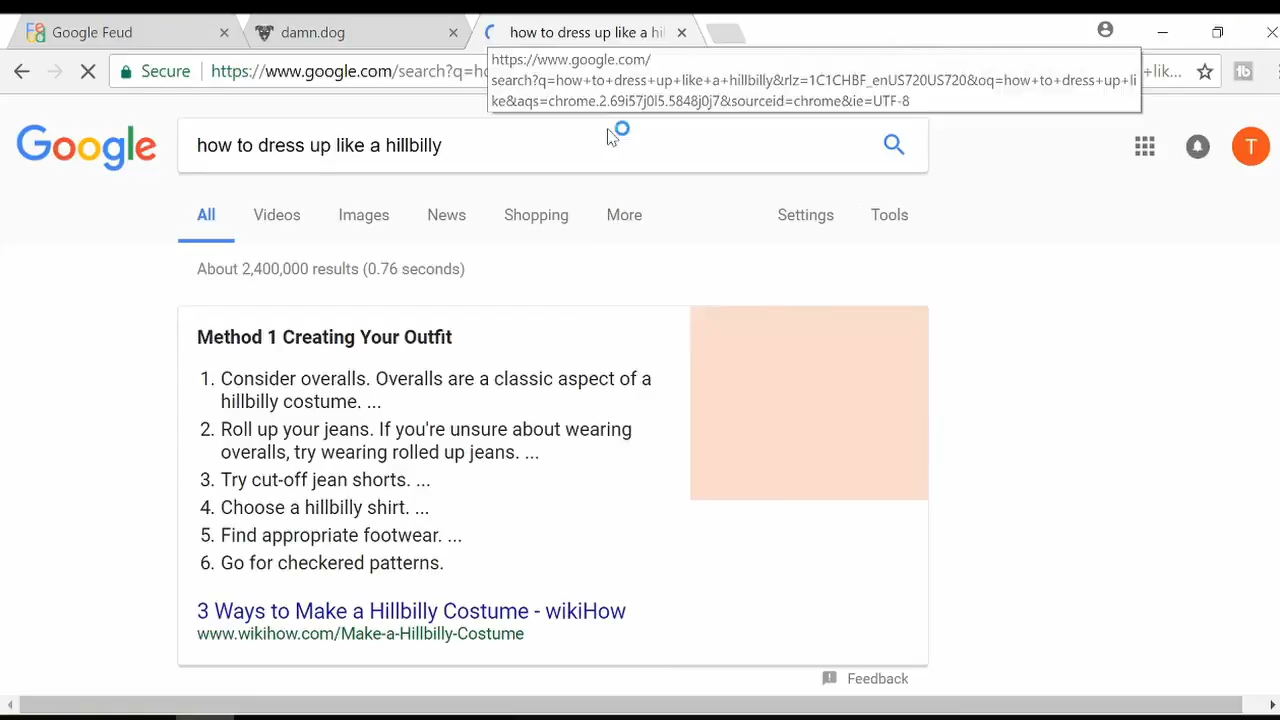 Google Feud
damn.dog
how to dress up like a hil
Secure
https://www.google.com/search?q=ho
+lik...
https://www.google.com/
search?q=how+to+dress+up+like+a+hillbilly&rlz=1C1CHBF_enUS720US720&oq=how+to+dress+up+li
ke&aqs=chrome.2.69i57j0l5.5848j0j7&sourceid=chrome&ie=UTF-8
Google
how to dress up like a hillbilly
T
All Videos Images News Shopping More Settings Tools
About 2,400,000 results (0.76 seconds)
Method 1 Creating Your Outfit
1. Consider overalls. Overalls are a classic aspect of a
hillbilly costume. ...
2. Roll up your jeans. If you're unsure about wearing
overalls, try wearing rolled up jeans. ...
3. Try cut-off jean shorts. ...
4. Choose a hillbilly shirt. ...
5. Find appropriate footwear. ...
6. Go for checkered patterns.
3 Ways to Make a Hillbilly Costume - wikiHow
www.wikihow.com/Make-a-Hillbilly-Costume
Feedback